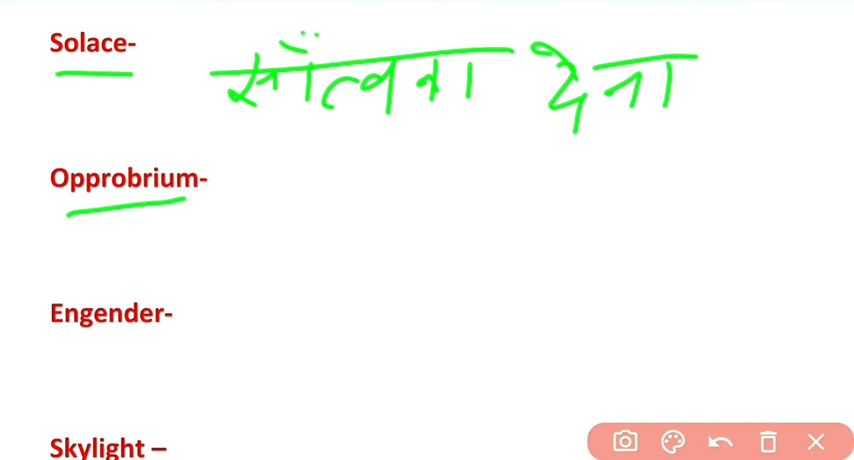 Solace- सांत्वना देना
Opprobrium-
Engender-
Skylight –